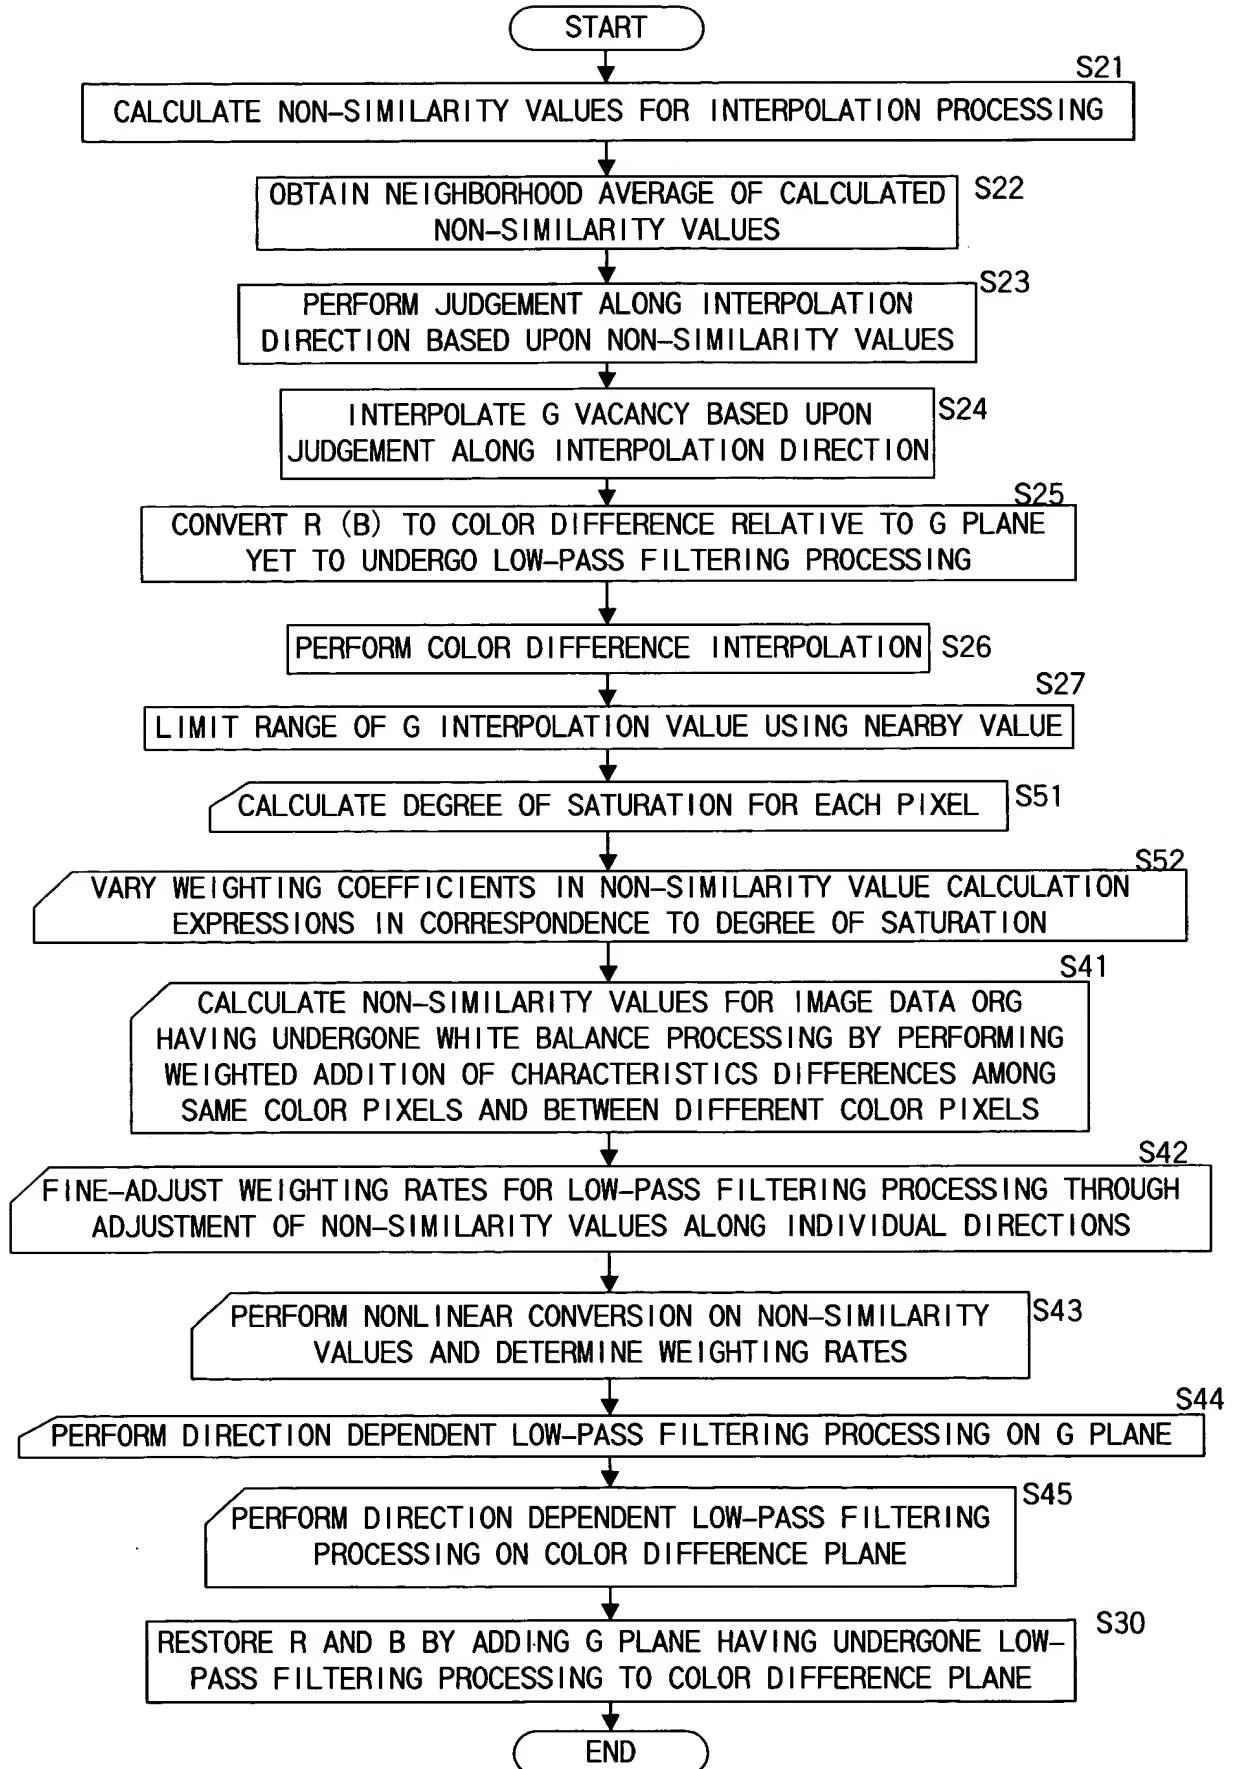 START
S21
CALCULATE NON-SIMILARITY VALUES FOR INTERPOLATION PROCESSING
OBTAIN NEIGHBORHOOD AVERAGE OF CALCULATED
NON-SIMILARITY VALUES
S22
S23
PERFORM JUDGEMENT ALONG INTERPOLATION
DIRECTION BASED UPON NON-SIMILARITY VALUES
INTERPOLATE G VACANCY BASED UPON
JUDGEMENT ALONG INTERPOLATION DIRECTION
S24
S25
CONVERT R (B) TO COLOR DIFFERENCE RELATIVE TO G PLANE
YET TO UNDERGO LOW-PASS FILTERING PROCESSING
PERFORM COLOR DIFFERENCE INTERPOLATION
S26
S27
LIMIT RANGE OF G INTERPOLATION VALUE USING NEARBY VALUE
CALCULATE DEGREE OF SATURATION FOR EACH PIXEL
S51
S52
VARY WEIGHTING COEFFICIENTS IN NON-SIMILARITY VALUE CALCULATION
EXPRESSIONS IN CORRESPONDENCE TO DEGREE OF SATURATION
S41
CALCULATE NON-SIMILARITY VALUES FOR IMAGE DATA ORG
HAVING UNDERGONE WHITE BALANCE PROCESSING BY PERFORMING
WEIGHTED ADDITION OF CHARACTERISTICS DIFFERENCES AMONG
SAME COLOR PIXELS AND BETWEEN DIFFERENT COLOR PIXELS
S42
FINE-ADJUST WEIGHTING RATES FOR LOW-PASS FILTERING PROCESSING THROUGH
ADJUSTMENT OF NON-SIMILARITY VALUES ALONG INDIVIDUAL DIRECTIONS
PERFORM NONLINEAR CONVERSION ON NON-SIMILARITY
VALUES AND DETERMINE WEIGHTING RATES
S43
S44
PERFORM DIRECTION DEPENDENT LOW-PASS FILTERING PROCESSING ON G PLANE
S45
PERFORM DIRECTION DEPENDENT LOW-PASS FILTERING
PROCESSING ON COLOR DIFFERENCE PLANE
S30
RESTORE R AND B BY ADDING G PLANE HAVING UNDERGONE LOW-
PASS FILTERING PROCESSING TO COLOR DIFFERENCE PLANE
END